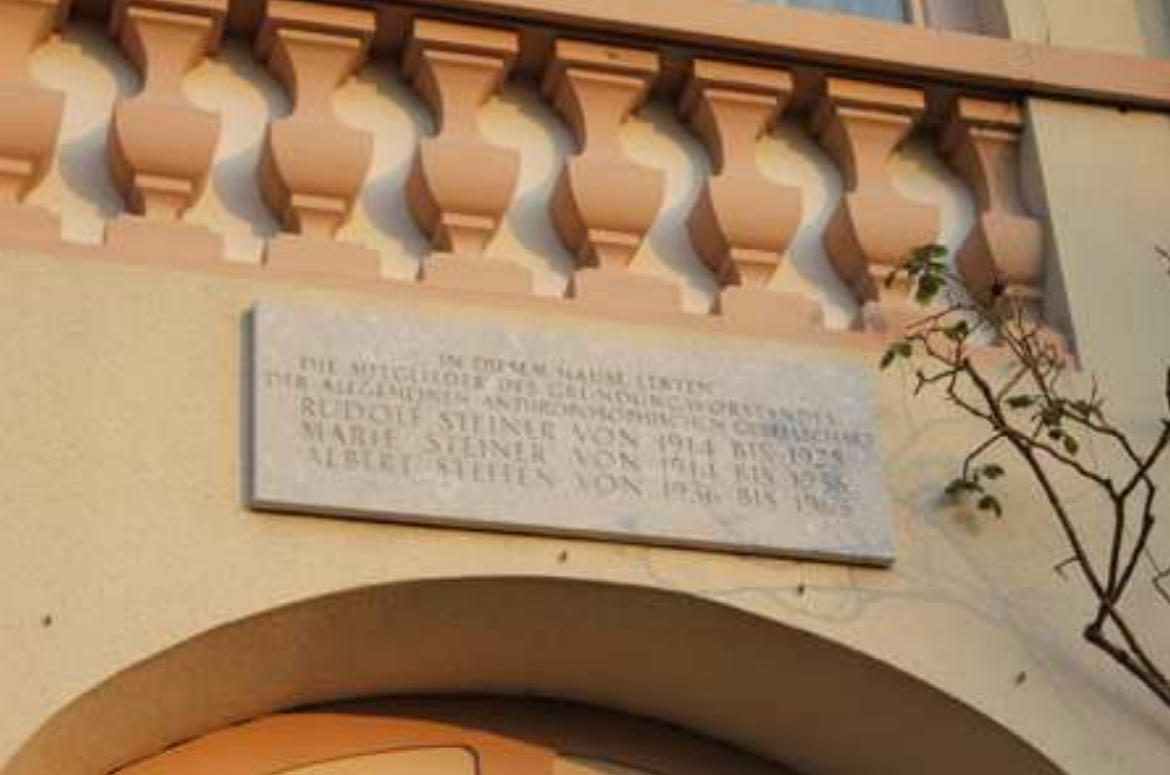 IN DIESEM HAUSE LEBTEN
DIE MITGLIEDER DES GRÜNDUNGSVORSTANDES
DER ALLGEMEINEN ANTHROPOSOPHISCHEN GESELLSCHAFT
RUDOLF STEINER VON 1914 BIS 1925
MARIE STEINER VON 1914 BIS
ALBERT STEFFEN VON 1936 BIS 1963